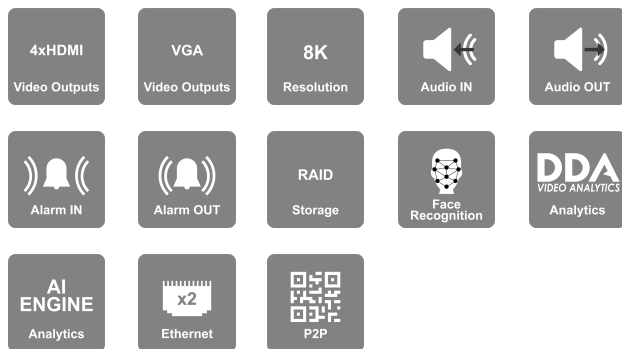 4xHDMI
Video Outputs
VGA
Video Outputs
8K
Resolution
Audio IN
Audio OUT
Alarm IN
Alarm OUT
RAID
Storage
Face
Recognition
DDA
VIDEO ANALYTICS
Analytics
AI
ENGINE
Analytics
x2
Ethernet
P2P